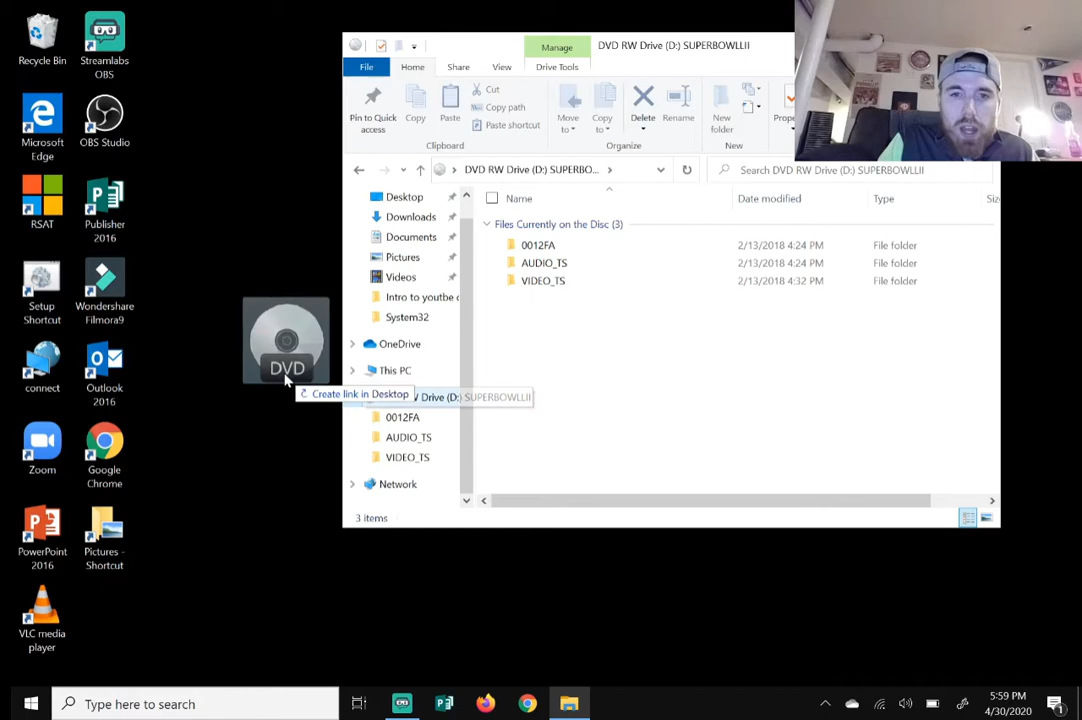 Recycle Bin
Streamlabs
OBS
Microsoft
Edge
OBS Studio
RSAT
Publisher
2016
Setup
Shortcut
Wondershare
Filmora9
connect
Outlook
2016
Zoom
Google
Chrome
PowerPoint
2016
Pictures -
Shortcut
VLC media
player
DVD
Create link in Desktop
Manage
DVD RW Drive (D:) SUPERBOWLLII
File
Home
Share
View
Drive Tools
Pin to Quick
access
Copy
Paste
Cut
Copy path
Paste shortcut
Clipboard
Move
to
Copy
to
Delete
Rename
Organize
New
folder
New
DVD RW Drive (D:) SUPERBO...
Search DVD RW Drive (D:) SUPERBOWLLII
Desktop
Downloads
Documents
Pictures
Videos
Intro to youtbe
System32
OneDrive
This PC
Drive (D:) SUPERBOWLLII
0012FA
AUDIO_TS
VIDEO_TS
Network
Name
Date modified
Type
Files Currently on the Disc (3)
0012FA 2/13/2018 4:24 PM File folder
AUDIO_TS 2/13/2018 4:24 PM File folder
VIDEO_TS 2/13/2018 4:32 PM File folder
3 items
Type here to search
5:59 PM
4/30/2020
1